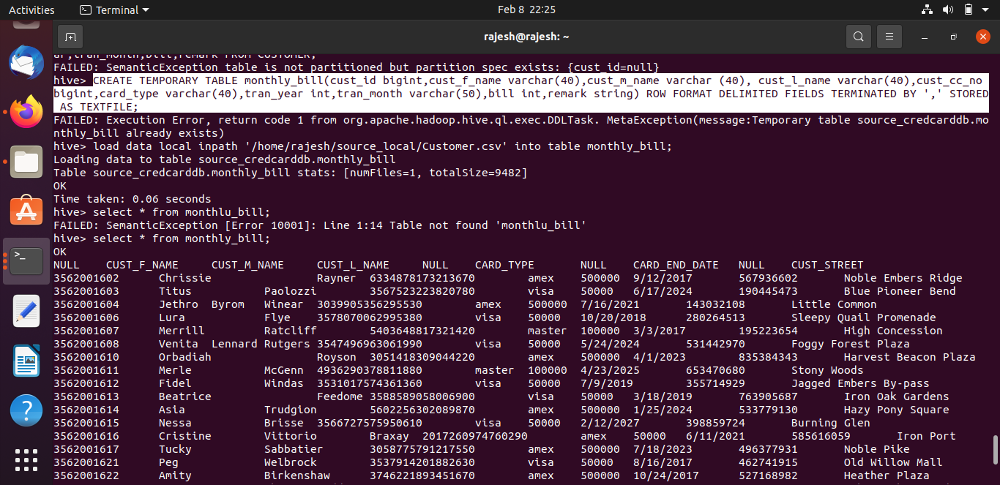 Activities Terminal Feb 8 22:25
rajesh@rajesh: ~
ar,tran_month,bill,remark FROM CUSTOMER;
FAILED: SemanticException table is not partitioned but partition spec exists: {cust_id=null}
hive> CREATE TEMPORARY TABLE monthly_bill(cust_id bigint,cust_f_name varchar(40),cust_m_name varchar (40), cust_l_name varchar(40),cust_cc_no
bigint,card_type varchar(40),tran_year int,tran_month varchar(50),bill int,remark string) ROW FORMAT DELIMITED FIELDS TERMINATED BY ',' STORED
AS TEXTFILE;
FAILED: Execution Error, return code 1 from org.apache.hadoop.hive.ql.exec.DDLTask. MetaException(message:Temporary table source_credcarddb.mo
nthly_bill already exists)
hive> load data local inpath '/home/rajesh/source_local/Customer.csv' into table monthly_bill;
Loading data to table source_credcarddb.monthly_bill
Table source_credcarddb.monthly_bill stats: [numFiles=1, totalSize=9482]
OK
Time taken: 0.06 seconds
hive> select * from monthlu_bill;
FAILED: SemanticException [Error 10001]: Line 1:14 Table not found 'monthlu_bill'
hive> select * from monthly_bill;
OK
NULL CUST_F_NAME CUST_M_NAME CUST_L_NAME NULL CARD_TYPE NULL CARD_END_DATE NULL CUST_STREET
3562001602 Chrissie Rayner 6334878173213670 amex 500000 9/12/2017 567936602 Noble Embers Ridge
3562001603 Titus Paolozzi 3567523223820780 visa 50000 6/17/2024 190445473 Blue Pioneer Bend
3562001604 Jethro Byrom Winear 3039905356295530 amex 500000 7/16/2021 143032108 Little Common
3562001606 Lura Flye 3578070062995380 visa 50000 10/20/2018 280264513 Sleepy Quail Promenade
3562001607 Merrill Ratcliff 5403648817321420 master 100000 3/3/2017 195223654 High Concession
3562001608 Venita Lennard Rutgers 3547496963061990 visa 50000 5/24/2024 531442970 Foggy Forest Plaza
3562001610 Orbadiah Royson 3051418309044220 amex 500000 4/1/2023 835384343 Harvest Beacon Plaza
3562001611 Merle McGenn 4936290378811880 master 100000 4/23/2025 653470680 Stony Woods
3562001612 Fidel Windas 3531017574361360 visa 50000 7/9/2019 355714929 Jagged Embers By-pass
3562001613 Beatrice Feedome 3588589058006900 visa 50000 3/18/2019 763905687 Iron Oak Gardens
3562001614 Asia Trudgion 5602256302089870 amex 500000 1/25/2024 533779130 Hazy Pony Square
3562001615 Nessa Brisse 3566727575950610 visa 50000 2/12/2027 398859724 Burning Glen
3562001616 Cristine Vittorio Braxay 2017260974760290 amex 50000 6/11/2021 585616059 Iron Port
3562001617 Tucky Sabbatier 30587757912​17550 amex 500000 7/18/2023 496377931 Noble Pike
3562001621 Peg Welbrock 3537914201882630 visa 50000 8/16/2017 462741915 Old Willow Mall
3562001622 Amity Birkenshaw 3746221893451670 amex 500000 10/24/2017 527168982 Heather Plaza